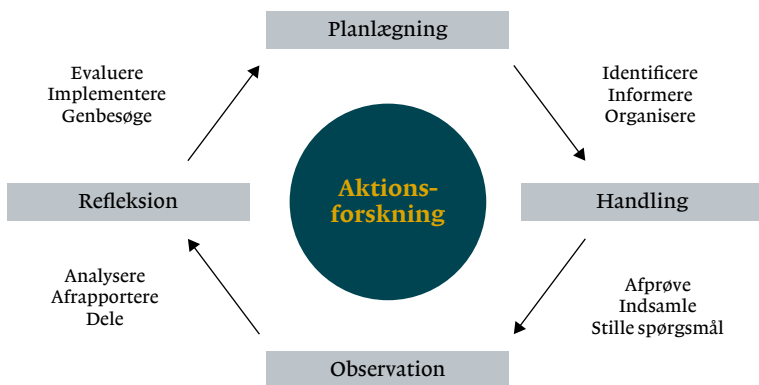 Planlægning
Evaluere
Implementere
Genbesøge
Identificere
Informere
Organisere
Refleksion
Aktions-
forskning
Handling
Analysere
Afrapportere
Dele
Afprøve
Indsamle
Stille spørgsmål
Observation